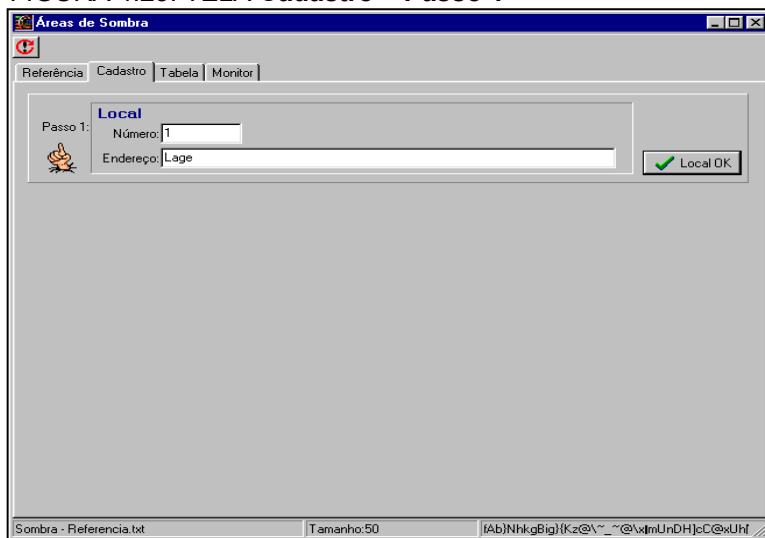 Áreas de Sombra
Referência Cadastro Tabela Monitor
Passo 1:
Local
Número: 1
Endereço: Lage
Local OK
Sombra - Referencia.txt Tamanho:50